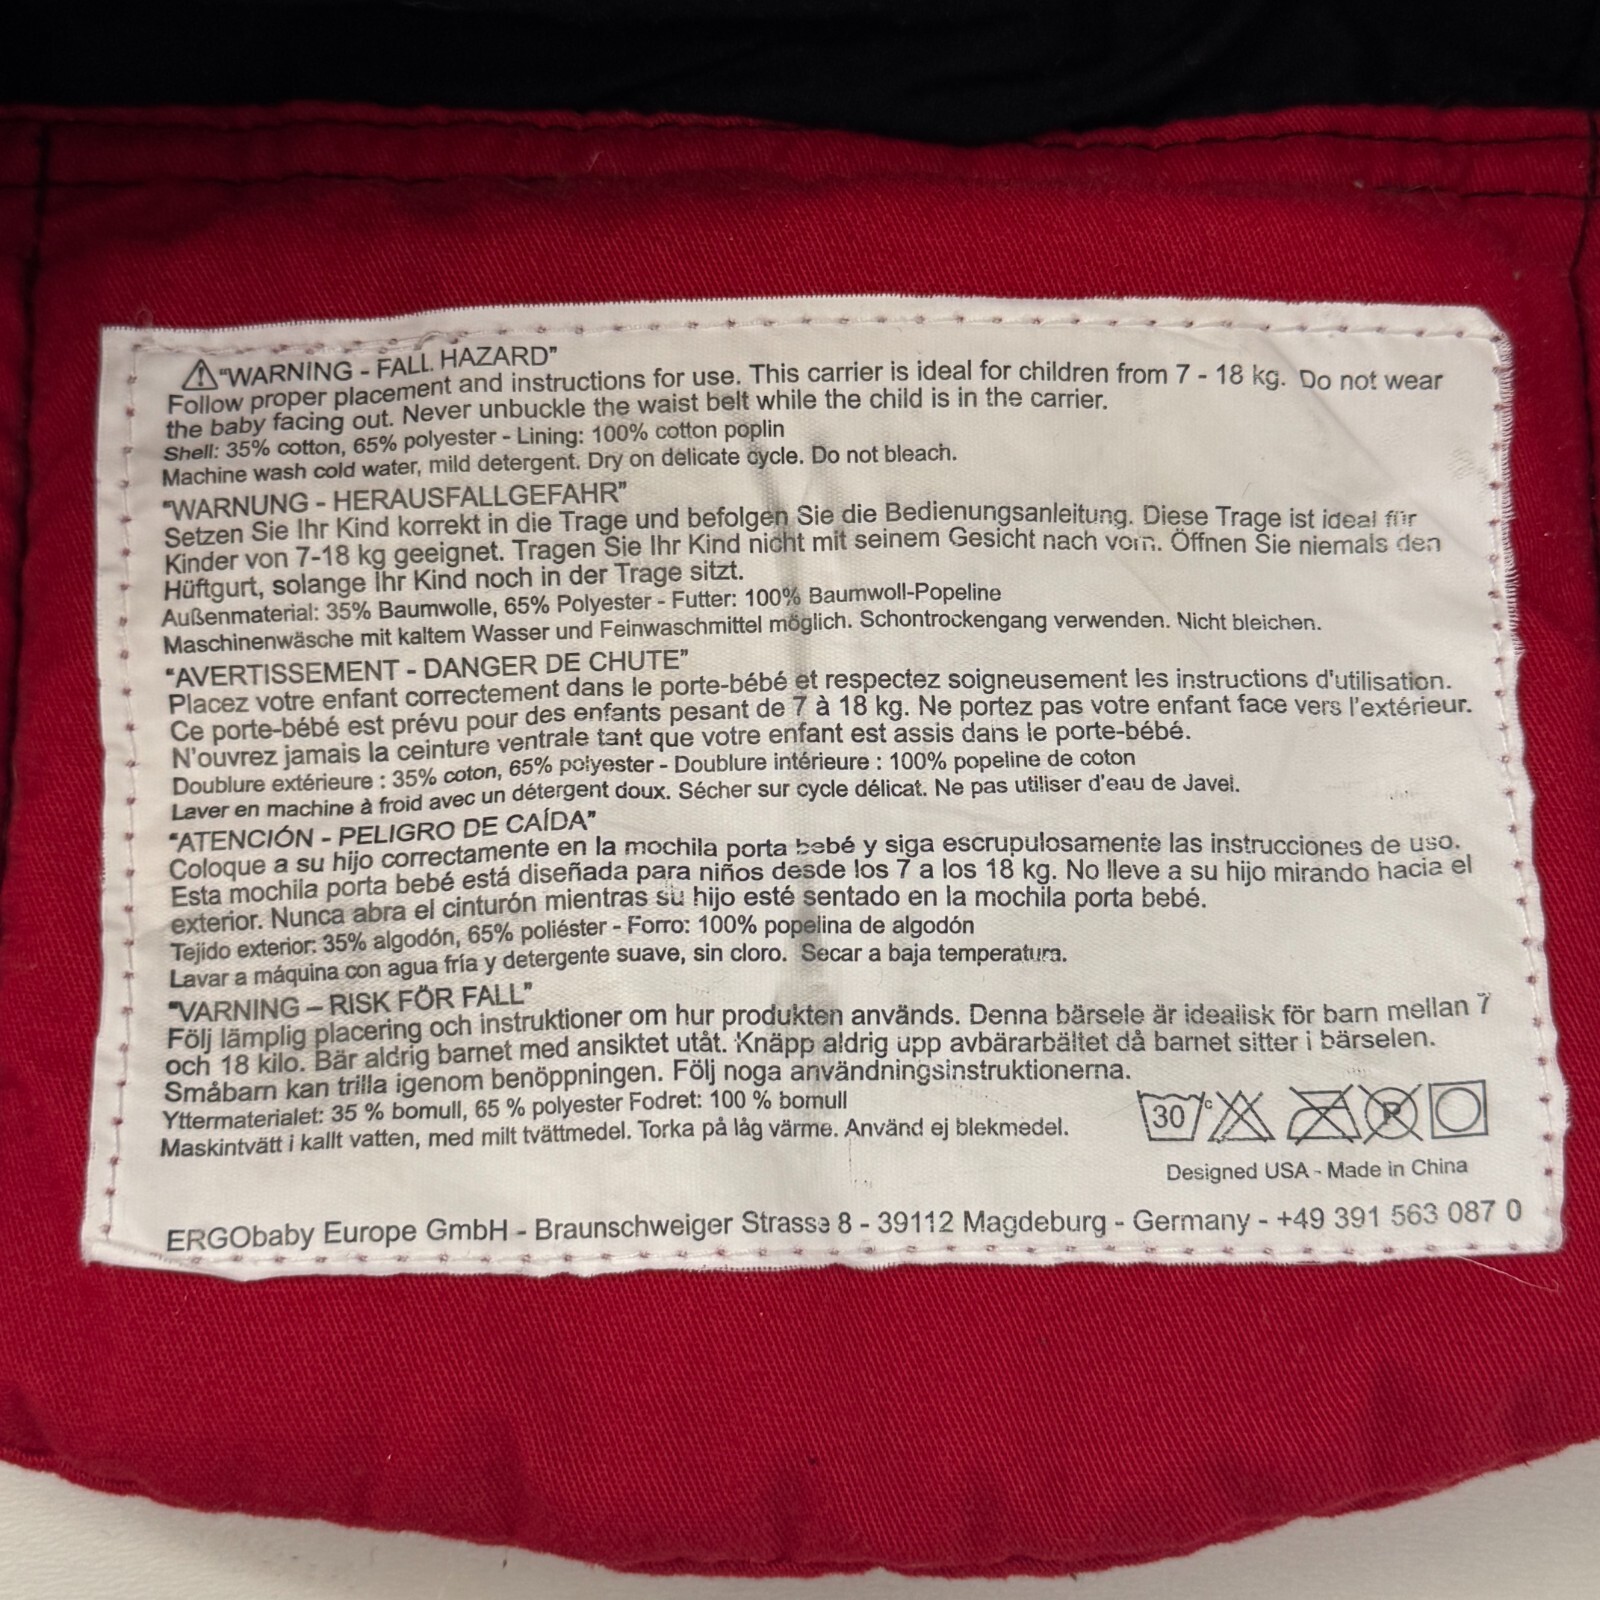 "WARNING - FALL HAZARD"
Follow proper placement and instructions for use. This carrier is ideal for children from 7 - 18 kg. Do not wear
the baby facing out. Never unbuckle the waist belt while the child is in the carrier.
Shell: 35% cotton, 65% polyester - Lining: 100% cotton poplin
Machine wash cold water, mild detergent. Dry on delicate cycle. Do not bleach.
"WARNUNG - HERAUSFALLGEFAHR"
Setzen Sie Ihr Kind korrekt in die Trage und befolgen Sie die Bedienungsanleitung. Diese Trage ist ideal für
Kinder von 7-18 kg geeignet. Tragen Sie Ihr Kind nicht mit seinem Gesicht nach vorn. Öffnen Sie niemals den
Hüftgurt, solange Ihr Kind noch in der Trage sitzt.
Außenmaterial: 35% Baumwolle, 65% Polyester - Futter: 100% Baumwoll-Popeline
Maschinenwäsche mit kaltem Wasser und Feinwaschmittel möglich. Schontrockengang verwenden. Nicht bleichen.
"AVERTISSEMENT - DANGER DE CHUTE"
Placez votre enfant correctement dans le porte-bébé et respectez soigneusement les instructions d'utilisation.
Ce porte-bébé est prévu pour des enfants pesant de 7 à 18 kg. Ne portez pas votre enfant face vers l'extérieur.
N'ouvrez jamais la ceinture ventrale tant que votre enfant est assis dans le porte-bébé.
Doublure extérieure : 35% coton, 65% polyester - Doublure intérieure : 100% popeline de coton
Laver en machine à froid avec un détergent doux. Sécher sur cycle délicat. Ne pas utiliser d'eau de Javel.
"ATENCIÓN - PELIGRO DE CAÍDA"
Coloque a su hijo correctamente en la mochila porta bebé y siga escrupulosamente las instrucciones de uso.
Esta mochila porta bebé está diseñada para niños desde los 7 a los 18 kg. No lleve a su hijo mirando hacia el
exterior. Nunca abra el cinturón mientras su hijo esté sentado en la mochila porta bebé.
Tejido exterior: 35% algodón, 65% poliéster - Forro: 100% popelina de algodón
Lavar a máquina con agua fría y detergente suave, sin cloro. Secar a baja temperatura.
"VARNING – RISK FÖR FALL"
Följ lämplig placering och instruktioner om hur produkten används. Denna bärsele är idealisk för barn mellan 7
och 18 kilo. Bär aldrig barnet med ansiktet utåt. Knäpp aldrig upp avbärarbältet då barnet sitter i bärselen.
Småbarn kan trilla igenom benöppningen. Följ noga användningsinstruktionerna.
Yttermaterialet: 35 % bomull, 65 % polyester Fodret: 100 % bomull
Maskintvätt i kallt vatten, med milt tvättmedel. Torka på låg värme. Använd ej blekmedel.
30 °C P
Designed USA - Made in China
ERGObaby Europe GmbH - Braunschweiger Strasse 8 - 39112 Magdeburg - Germany - +49 391 563 087 0